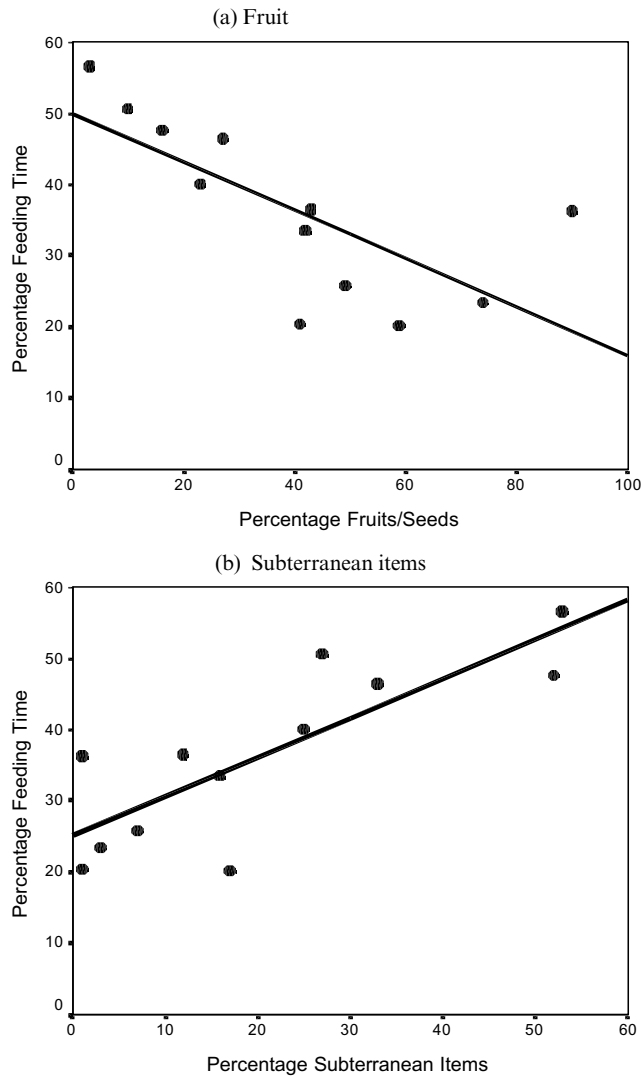 (a) Fruit
60
50
40
30
20
10
0
Percentage Feeding Time
0 20 40 60 80 100
Percentage Fruits/Seeds
(b) Subterranean items
60
50
40
30
20
10
0
Percentage Feeding Time
0 10 20 30 40 50 60
Percentage Subterranean Items